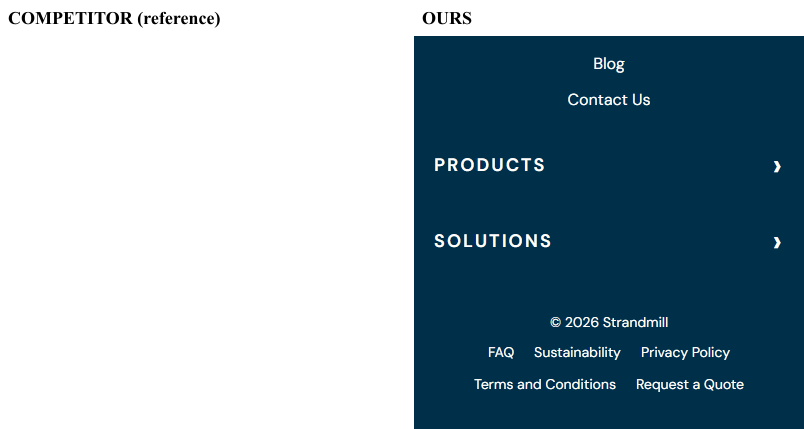 COMPETITOR (reference)
OURS
Blog
Contact Us
PRODUCTS ›
SOLUTIONS ›
© 2026 Strandmill
FAQ Sustainability Privacy Policy
Terms and Conditions Request a Quote